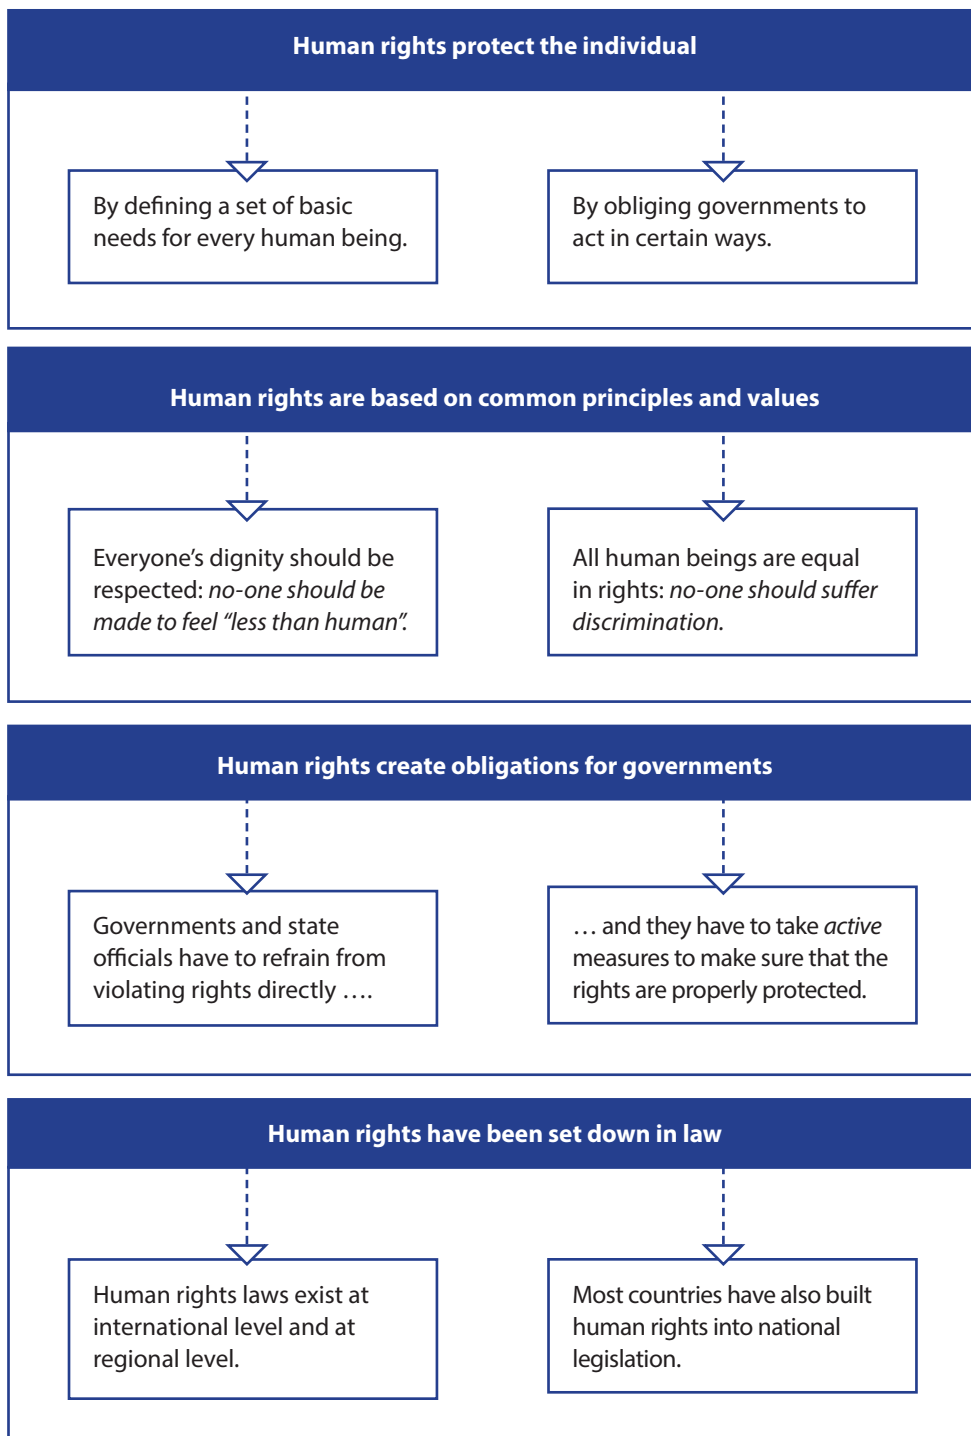 Human rights protect the individual
By defining a set of basic
needs for every human being.
By obliging governments to
act in certain ways.
Human rights are based on common principles and values
Everyone’s dignity should be
respected: no-one should be
made to feel “less than human”.
All human beings are equal
in rights: no-one should suffer
discrimination.
Human rights create obligations for governments
Governments and state
officials have to refrain from
violating rights directly ….
… and they have to take active
measures to make sure that the
rights are properly protected.
Human rights have been set down in law
Human rights laws exist at
international level and at
regional level.
Most countries have also built
human rights into national
legislation.